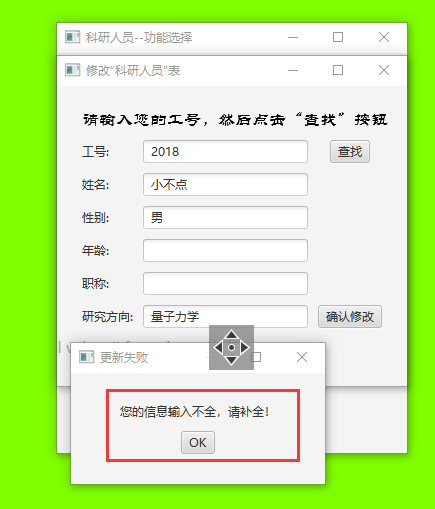 科研人员--功能选择
修改“科研人员”表
请输入您的工号，然后点击“查找”按钮
工号: 2018 查找
姓名: 小不点
性别: 男
年龄:
职称:
研究方向: 量子力学 确认修改
更新失败
您的信息输入不全，请补全!
OK